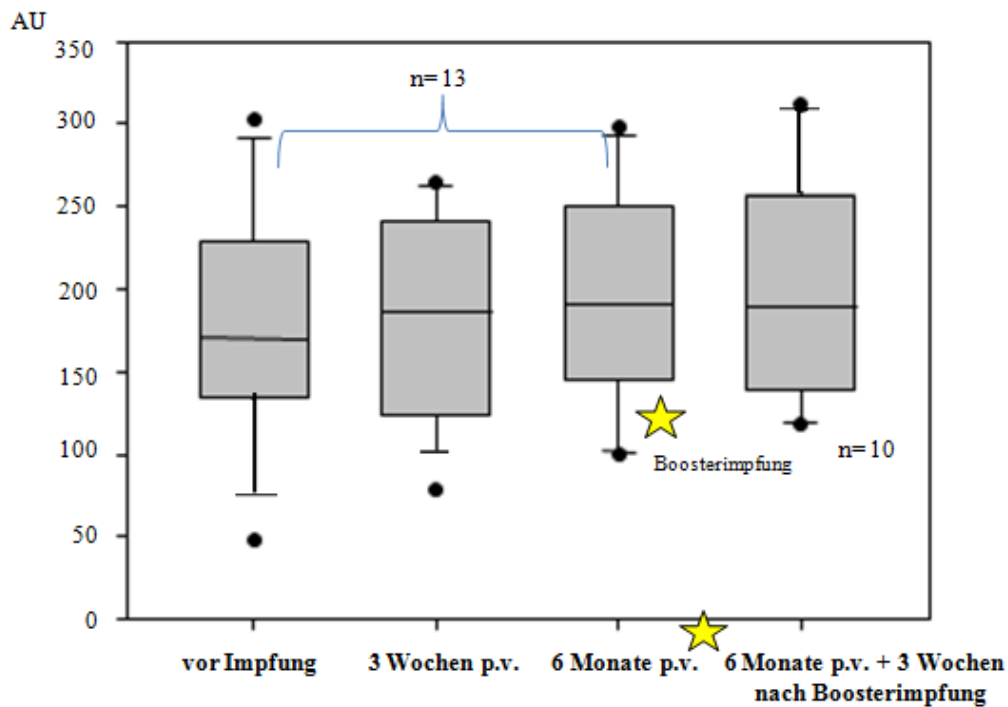 AU
350
n=13
300
250
200
150
100
Boosterimpfung
n=10
50
0
vor Impfung
3 Wochen p.v.
6 Monate p.v.
6 Monate p.v. + 3 Wochen
nach Boosterimpfung